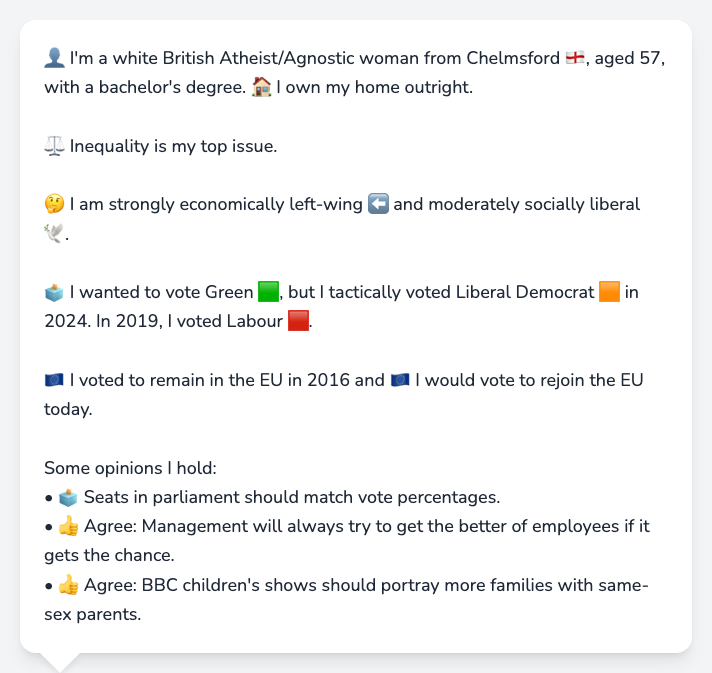 👤 I'm a white British Atheist/Agnostic woman from Chelmsford 🏴󠁧󠁢󠁥󠁮󠁧󠁿, aged 57,
with a bachelor's degree. 🏠 I own my home outright.
⚖️ Inequality is my top issue.
🤔 I am strongly economically left-wing ⬅️ and moderately socially liberal
🕊️.
🗳️ I wanted to vote Green 🟩, but I tactically voted Liberal Democrat 🟧 in
2024. In 2019, I voted Labour 🟥.
🇪🇺 I voted to remain in the EU in 2016 and 🇪🇺 I would vote to rejoin the EU
today.
Some opinions I hold:
• 🗳️ Seats in parliament should match vote percentages.
• 👍 Agree: Management will always try to get the better of employees if it
gets the chance.
• 👍 Agree: BBC children's shows should portray more families with same-
sex parents.